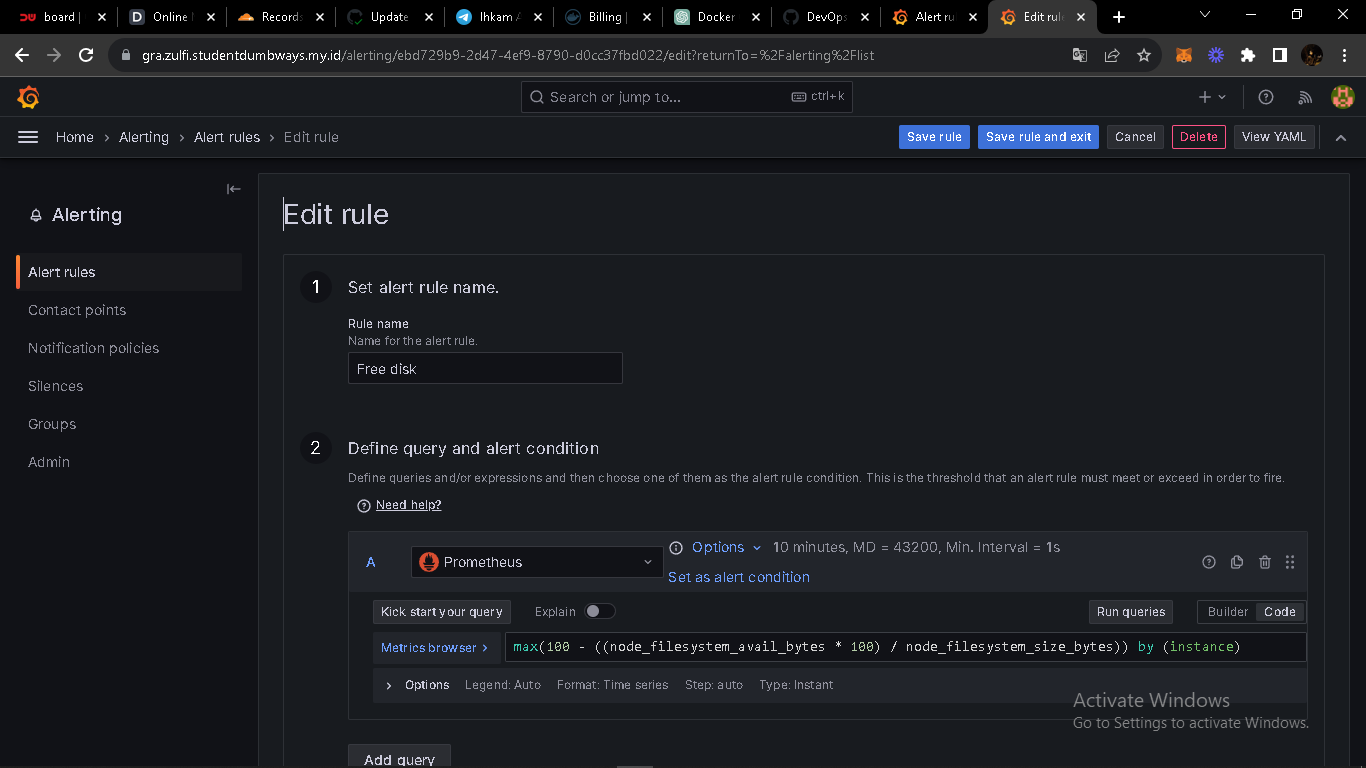 board |
Online
Records
Update
Ihkam A
Billing |
Docker
DevOps
Alert ru
Edit rule
gra.zulfi.studentdumbways.my.id/alerting/ebd729b9-2d47-4ef9-8790-d0cc37fbd022/edit?returnTo=%2Falerting%2Flist
Search or jump to... ctrl+k
Home > Alerting > Alert rules > Edit rule
Save rule Save rule and exit Cancel Delete View YAML
Alerting
Alert rules
Contact points
Notification policies
Silences
Groups
Admin
Edit rule
1 Set alert rule name.
Rule name
Name for the alert rule.
Free disk
2 Define query and alert condition
Define queries and/or expressions and then choose one of them as the alert rule condition. This is the threshold that an alert rule must meet or exceed in order to fire.
Need help?
A Prometheus Options 10 minutes, MD = 43200, Min. Interval = 1s
Set as alert condition
Kick start your query Explain Run queries Builder Code
Metrics browser > max(100 - ((node_filesystem_avail_bytes * 100) / node_filesystem_size_bytes)) by (instance)
> Options Legend: Auto Format: Time series Step: auto Type: Instant
Activate Windows
Go to Settings to activate Windows.
Add query